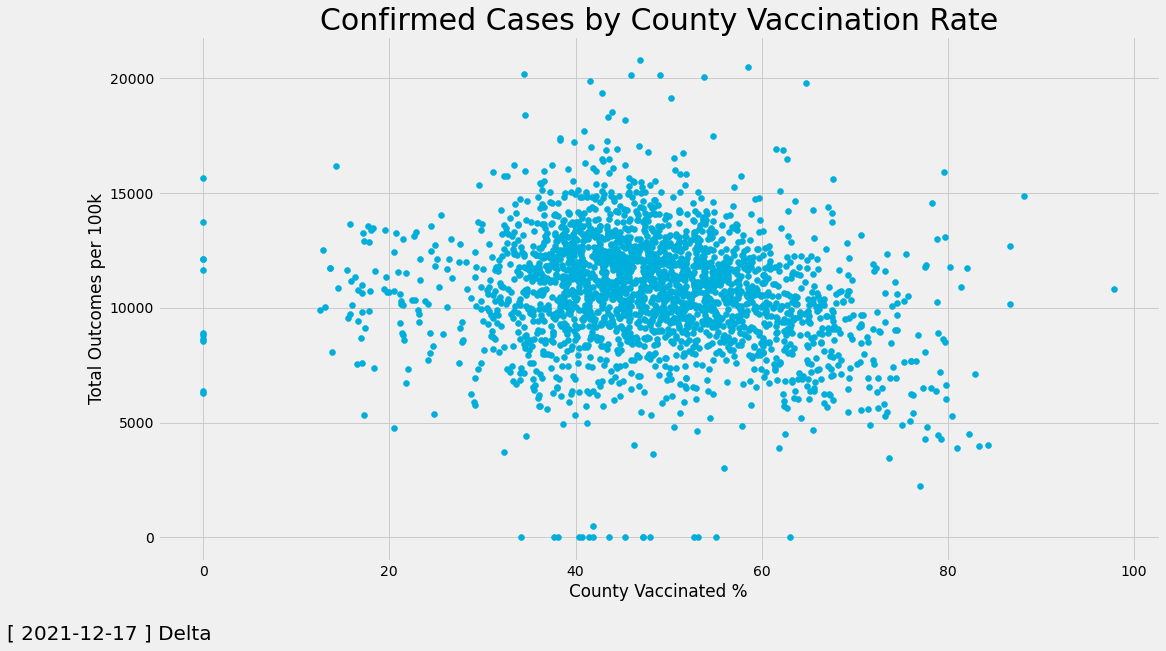 Confirmed Cases by County Vaccination Rate
20000
15000
10000
5000
0
Total Outcomes per 100k
0 20 40 60 80 100
County Vaccinated %
[ 2021-12-17 ] Delta